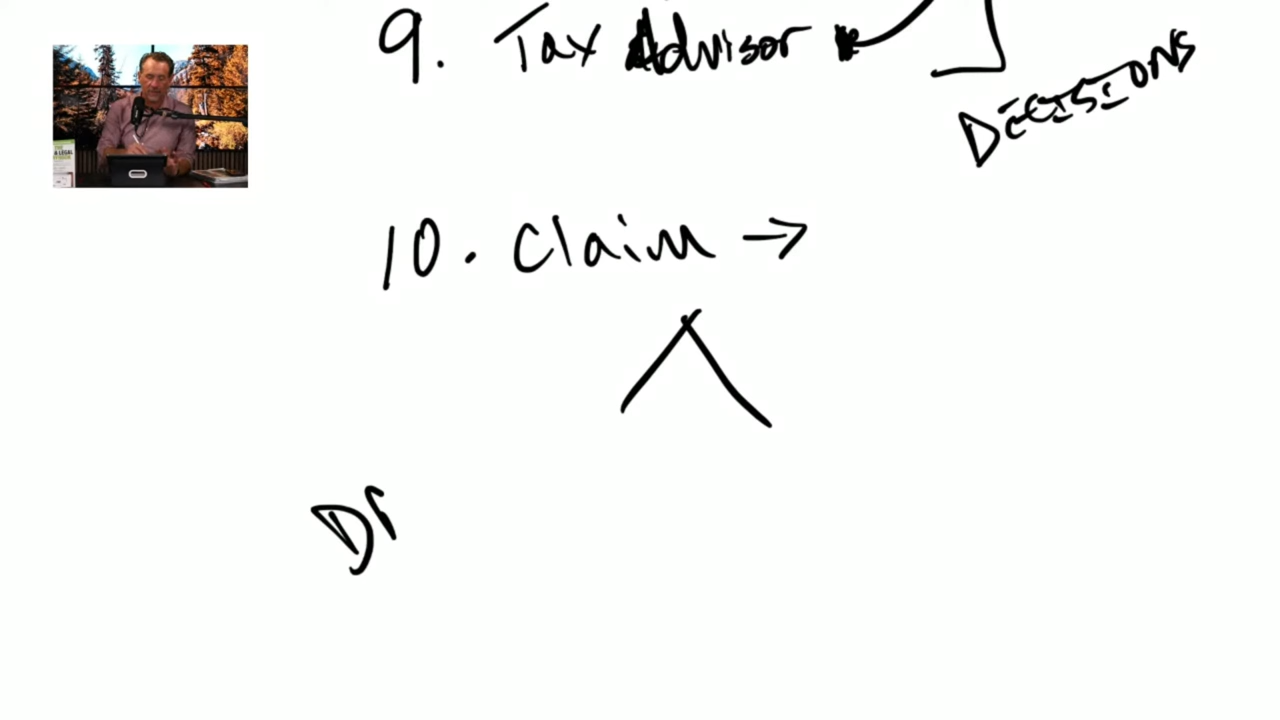 9. Tax Advisor
DECISIONS
10. Claim →